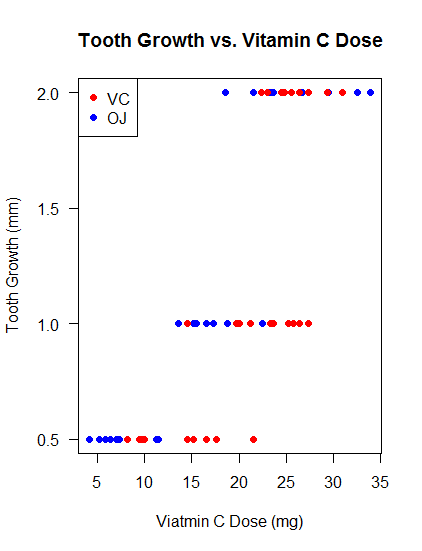 Tooth Growth vs. Vitamin C Dose
VC
OJ
2.0
1.5
1.0
0.5
Tooth Growth (mm)
5 10 15 20 25 30 35
Viatmin C Dose (mg)